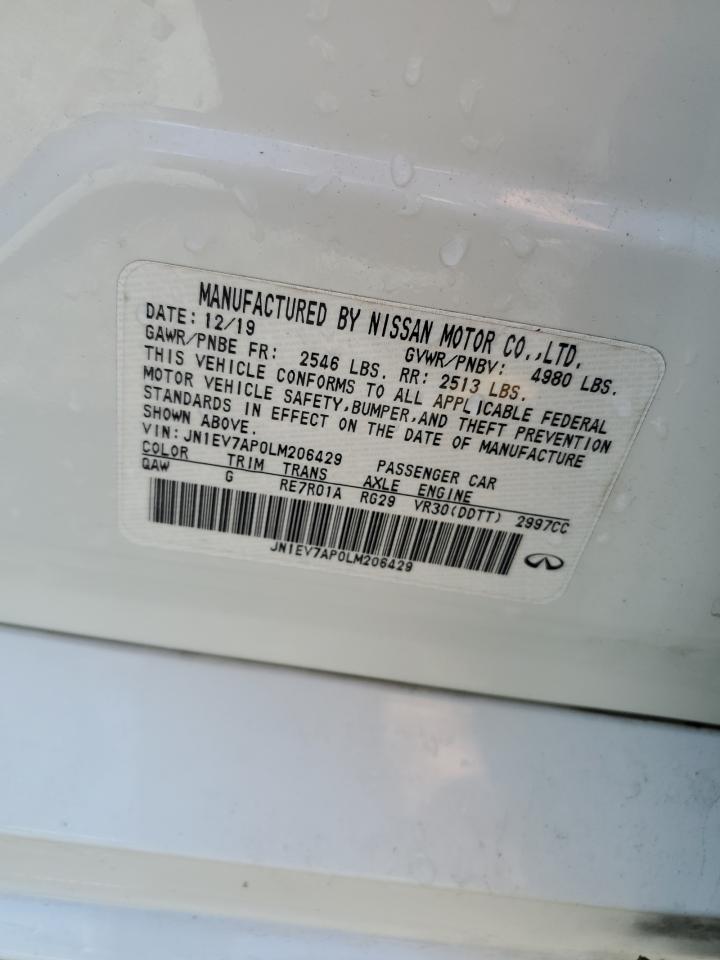 MANUFACTURED BY NISSAN MOTOR CO.,LTD.
DATE: 12/19 GVWR/PNBV: 4980 LBS.
GAWR/PNBE FR: 2546 LBS. RR: 2513 LBS.
THIS VEHICLE CONFORMS TO ALL APPLICABLE FEDERAL
MOTOR VEHICLE SAFETY,BUMPER,AND THEFT PREVENTION
STANDARDS IN EFFECT ON THE DATE OF MANUFACTURE
SHOWN ABOVE.
VIN:JN1EV7AP0LM206429 PASSENGER CAR
COLOR TRIM TRANS AXLE ENGINE
QAW G RE7R01A RG29 VR30(DDTT) 2997CC
JN1EV7AP0LM206429